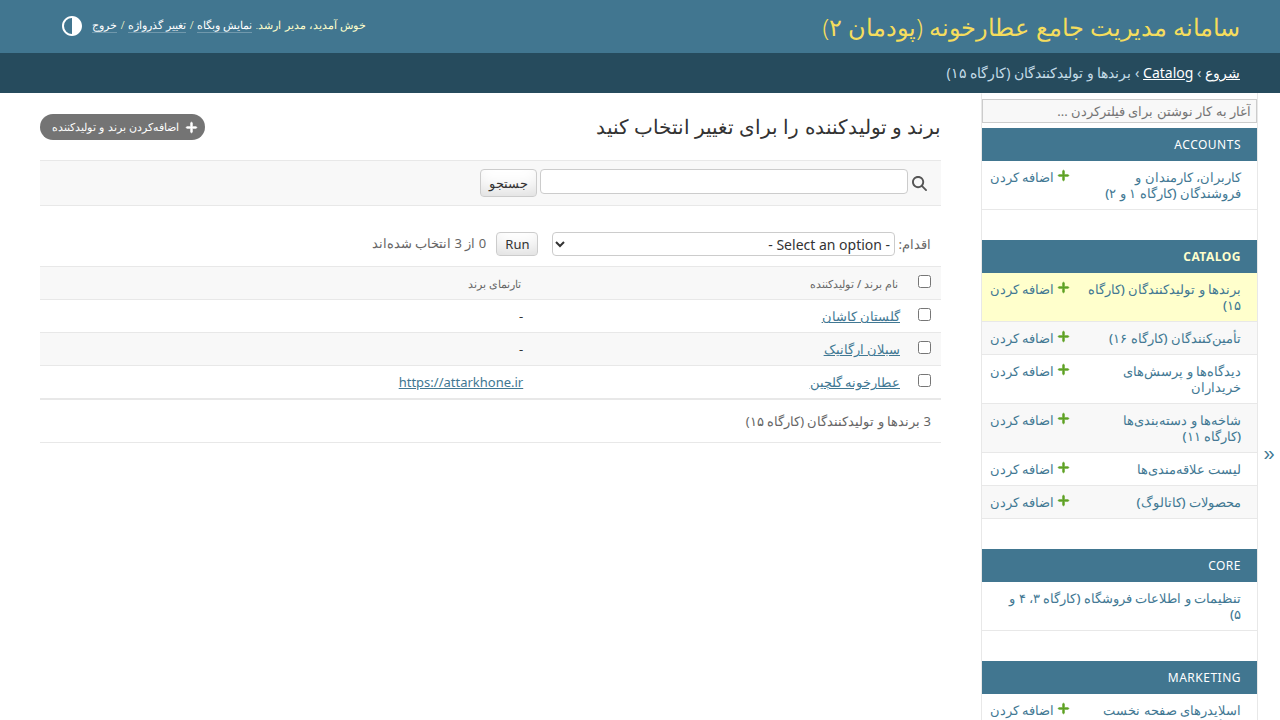 سامانه مدیریت جامع عطارخونه (پودمان ۲)
خوش آمدید، مدیر ارشد. نمایش وبگاه / تغییر گذرواژه / خروج
شروع › Catalog › برندها و تولیدکنندگان (کارگاه ۱۵)
آغار به کار نوشتن برای فیلترکردن ...
ACCOUNTS
کاربران، کارمندان و
فروشندگان (کارگاه ۱ و ۲)
اضافه کردن
CATALOG
برندها و تولیدکنندگان (کارگاه
۱۵)
اضافه کردن
تأمین‌کنندگان (کارگاه ۱۶)
اضافه کردن
دیدگاه‌ها و پرسش‌های
خریداران
اضافه کردن
شاخه‌ها و دسته‌بندی‌ها
(کارگاه ۱۱)
اضافه کردن
لیست علاقه‌مندی‌ها
اضافه کردن
محصولات (کاتالوگ)
اضافه کردن
CORE
تنظیمات و اطلاعات فروشگاه (کارگاه ۳، ۴ و
۵)
MARKETING
اسلایدرهای صفحه نخست
اضافه کردن
»
برند و تولیدکننده را برای تغییر انتخاب کنید
اضافه‌کردن برند و تولیدکننده
جستجو
اقدام: - Select an option - Run 0 از 3 انتخاب شده‌اند
نام برند / تولیدکننده تارنمای برند
گلستان کاشان -
سبلان ارگانیک -
عطارخونه گلچین https://attarkhone.ir
3 برندها و تولیدکنندگان (کارگاه ۱۵)